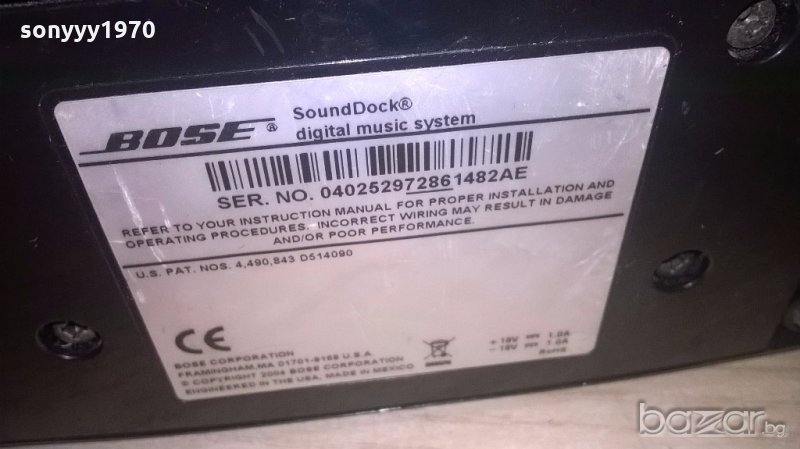 sonyyy1970
BOSE®
SoundDock®
digital music system
SER. NO. 040252972861482AE
REFER TO YOUR INSTRUCTION MANUAL FOR PROPER INSTALLATION AND
OPERATING PROCEDURES. INCORRECT WIRING MAY RESULT IN DAMAGE
AND/OR POOR PERFORMANCE.
U.S. PAT. NOS. 4,490,843 D514090
CE
BOSE CORPORATION
FRAMINGHAM, MA 01701-9168 U.S.A.
© COPYRIGHT 2004 BOSE CORPORATION
ENGINEERED IN THE USA, MADE IN MEXICO
+18V 1.0A
-18V 1.0A
RoHS
bazar.bg